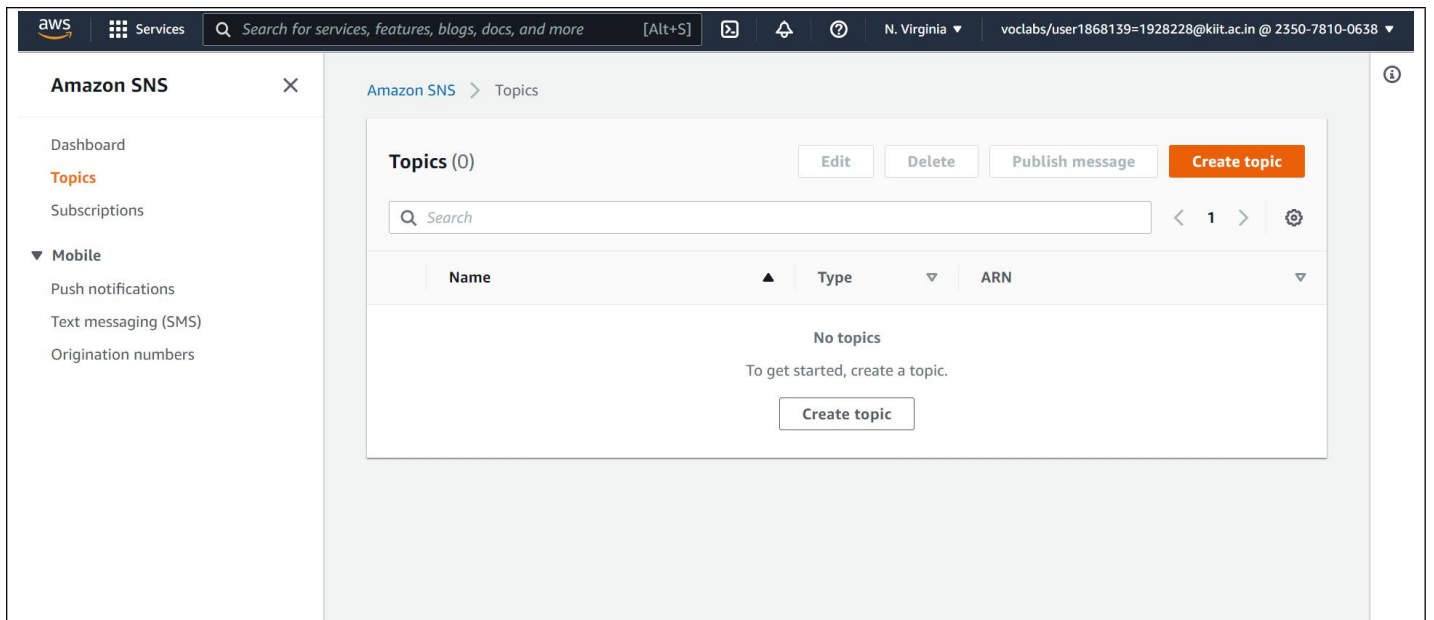 aws Services Search for services, features, blogs, docs, and more [Alt+S] N. Virginia ▼ voclabs/user1868139=1928228@kiit.ac.in @ 2350-7810-0638 ▼
Amazon SNS
Dashboard
Topics
Subscriptions
▼ Mobile
Push notifications
Text messaging (SMS)
Origination numbers
Amazon SNS > Topics
Topics (0) Edit Delete Publish message Create topic
Search < 1 >
Name ▲ Type ▽ ARN ▽
No topics
To get started, create a topic.
Create topic